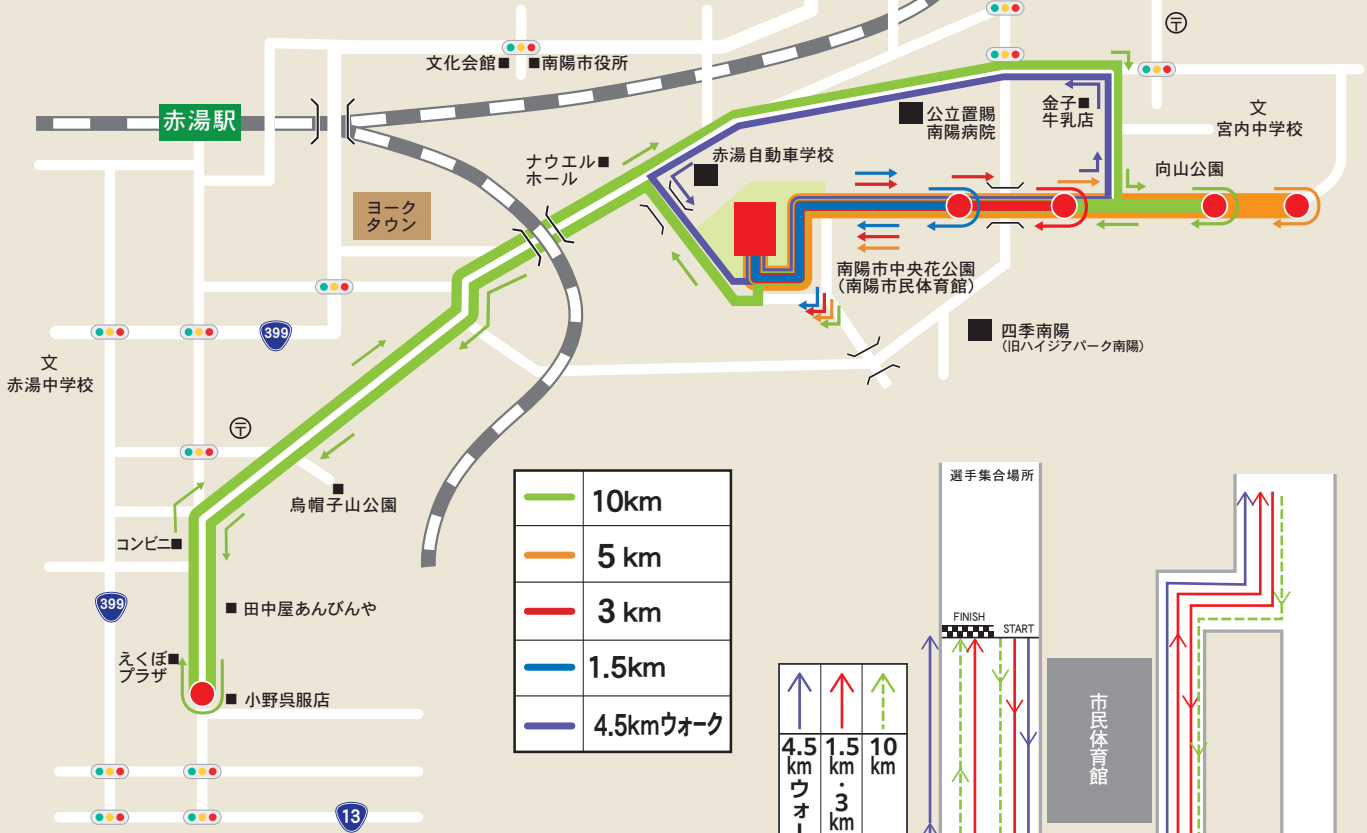 〒
文化会館
南陽市役所
赤湯駅
金子
牛乳店
公立置賜
南陽病院
文
宮内中学校
赤湯自動車学校
ナウエル
ホール
向山公園
ヨーク
タウン
南陽市中央花公園
(南陽市民体育館)
399
四季南陽
(旧ハイジアパーク南陽)
文
赤湯中学校
〒
烏帽子山公園
コンビニ
399
田中屋あんびんや
えくぼ
プラザ
小野呉服店
13
10km
5 km
3 km
1.5km
4.5kmウォーク
選手集合場所
FINISH
START
市民体育館
4.5
km
ウォー
1.5
km
・
3
km
10
km